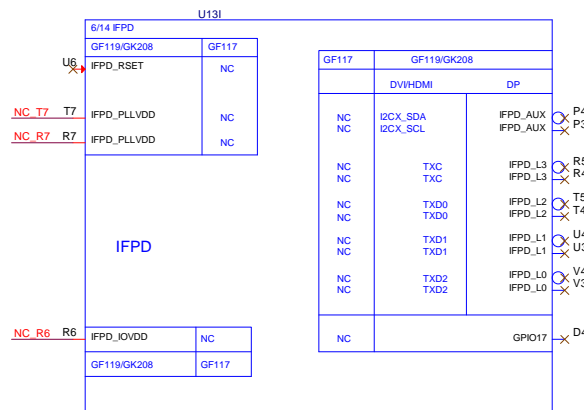 U13I
6/14 IFPD
GF119/GK208 GF117
U6 IFPD_RSET NC
NC_T7 T7 IFPD_PLLVDD NC
NC_R7 R7 IFPD_PLLVDD NC
IFPD
NC_R6 R6 IFPD_IOVDD NC
GF119/GK208 GF117
GF117 GF119/GK208
DVI/HDMI DP
NC I2CX_SDA IFPD_AUX P4
NC I2CX_SCL IFPD_AUX P3
NC TXC IFPD_L3 R5
NC TXC IFPD_L3 R4
NC TXD0 IFPD_L2 T5
NC TXD0 IFPD_L2 T4
NC TXD1 IFPD_L1 U4
NC TXD1 IFPD_L1 U3
NC TXD2 IFPD_L0 V4
NC TXD2 IFPD_L0 V3
NC GPIO17 D4